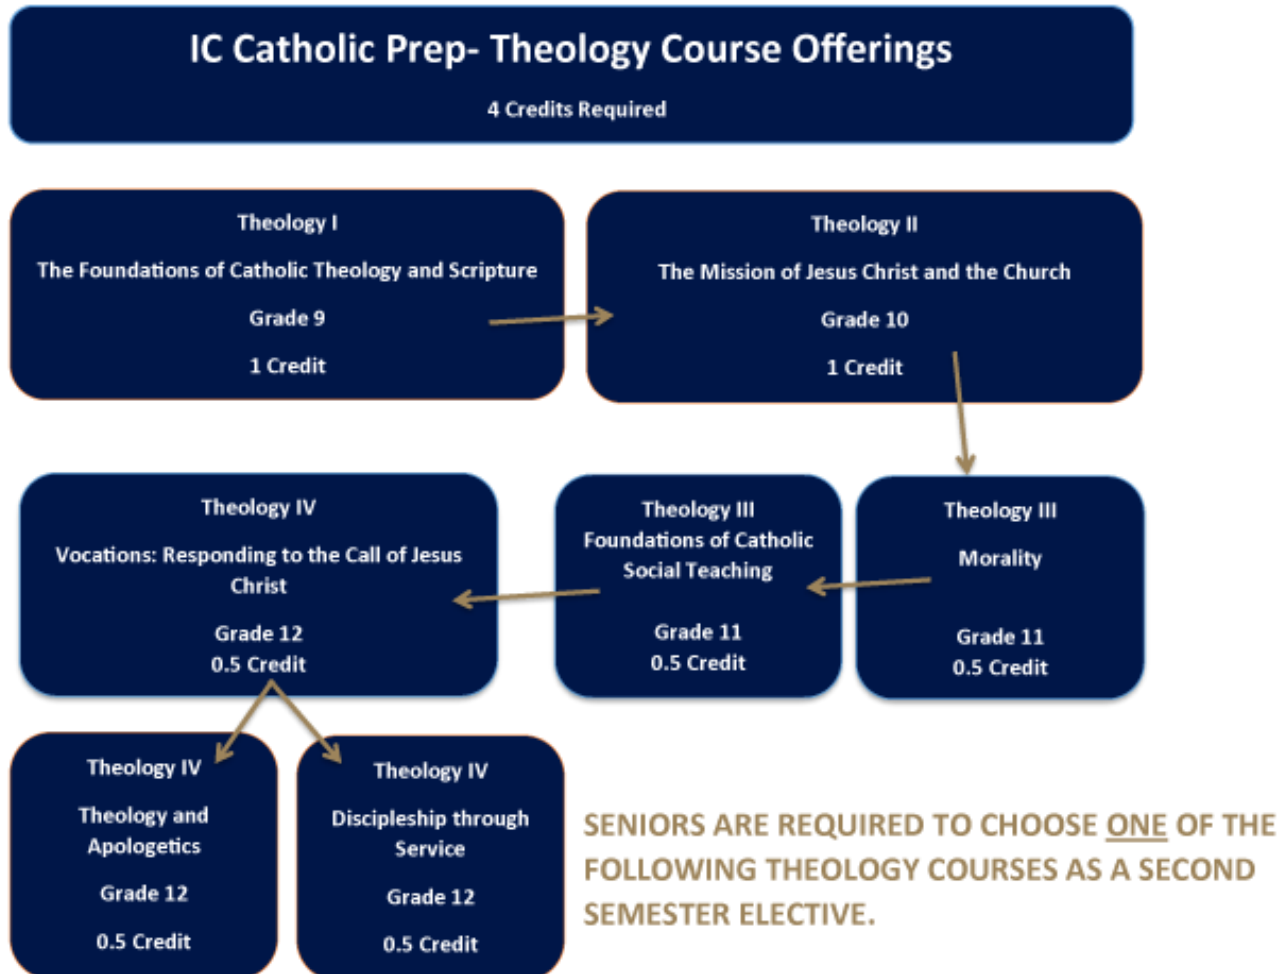 IC Catholic Prep- Theology Course Offerings
4 Credits Required
Theology I
The Foundations of Catholic Theology and Scripture
Grade 9
1 Credit
Theology II
The Mission of Jesus Christ and the Church
Grade 10
1 Credit
Theology III
Morality
Grade 11
0.5 Credit
Theology III
Foundations of Catholic
Social Teaching
Grade 11
0.5 Credit
Theology IV
Vocations: Responding to the Call of Jesus
Christ
Grade 12
0.5 Credit
Theology IV
Theology and
Apologetics
Grade 12
0.5 Credit
Theology IV
Discipleship through
Service
Grade 12
0.5 Credit
SENIORS ARE REQUIRED TO CHOOSE ONE OF THE
FOLLOWING THEOLOGY COURSES AS A SECOND
SEMESTER ELECTIVE.